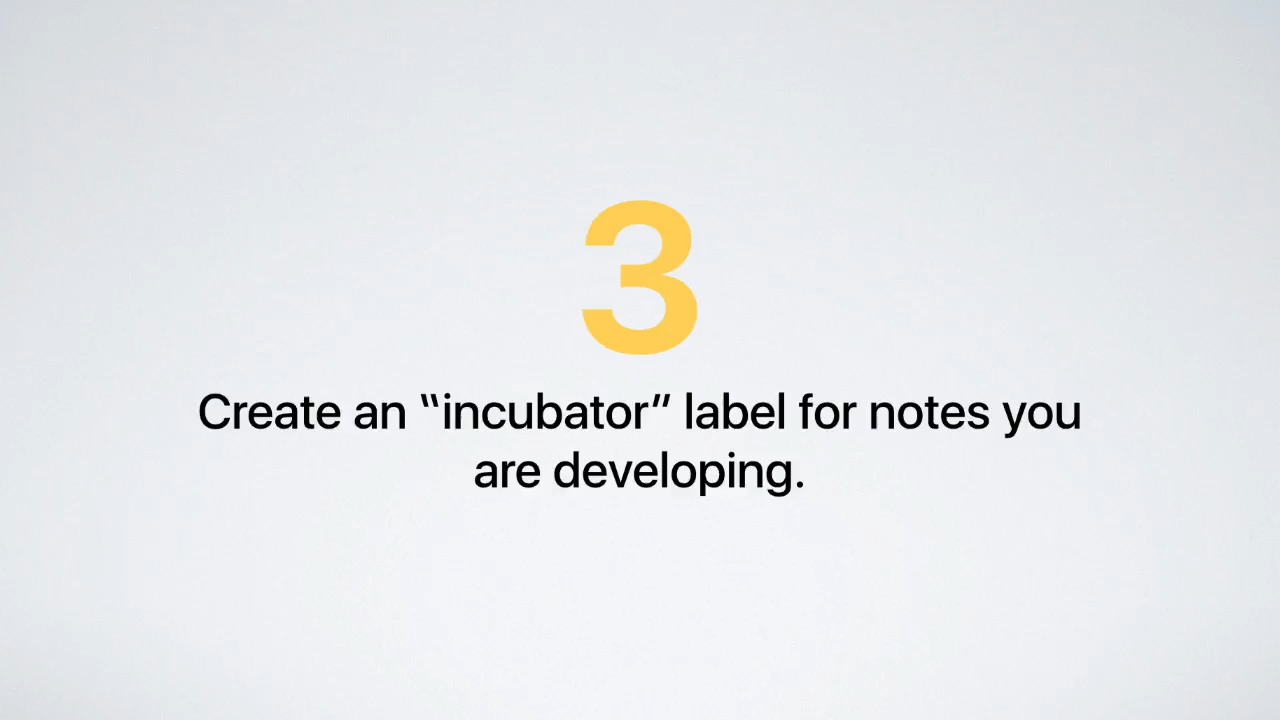 3
Create an “incubator” label for notes you
are developing.